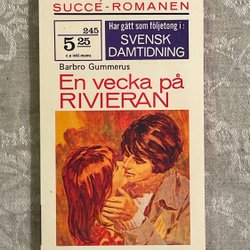 SUCCÉ-ROMANEN
245
5 25
Har gått som följetong i:
SVENSK
DAMTIDNING
Barbro Gummerus
En vecka på
RIVIERAN